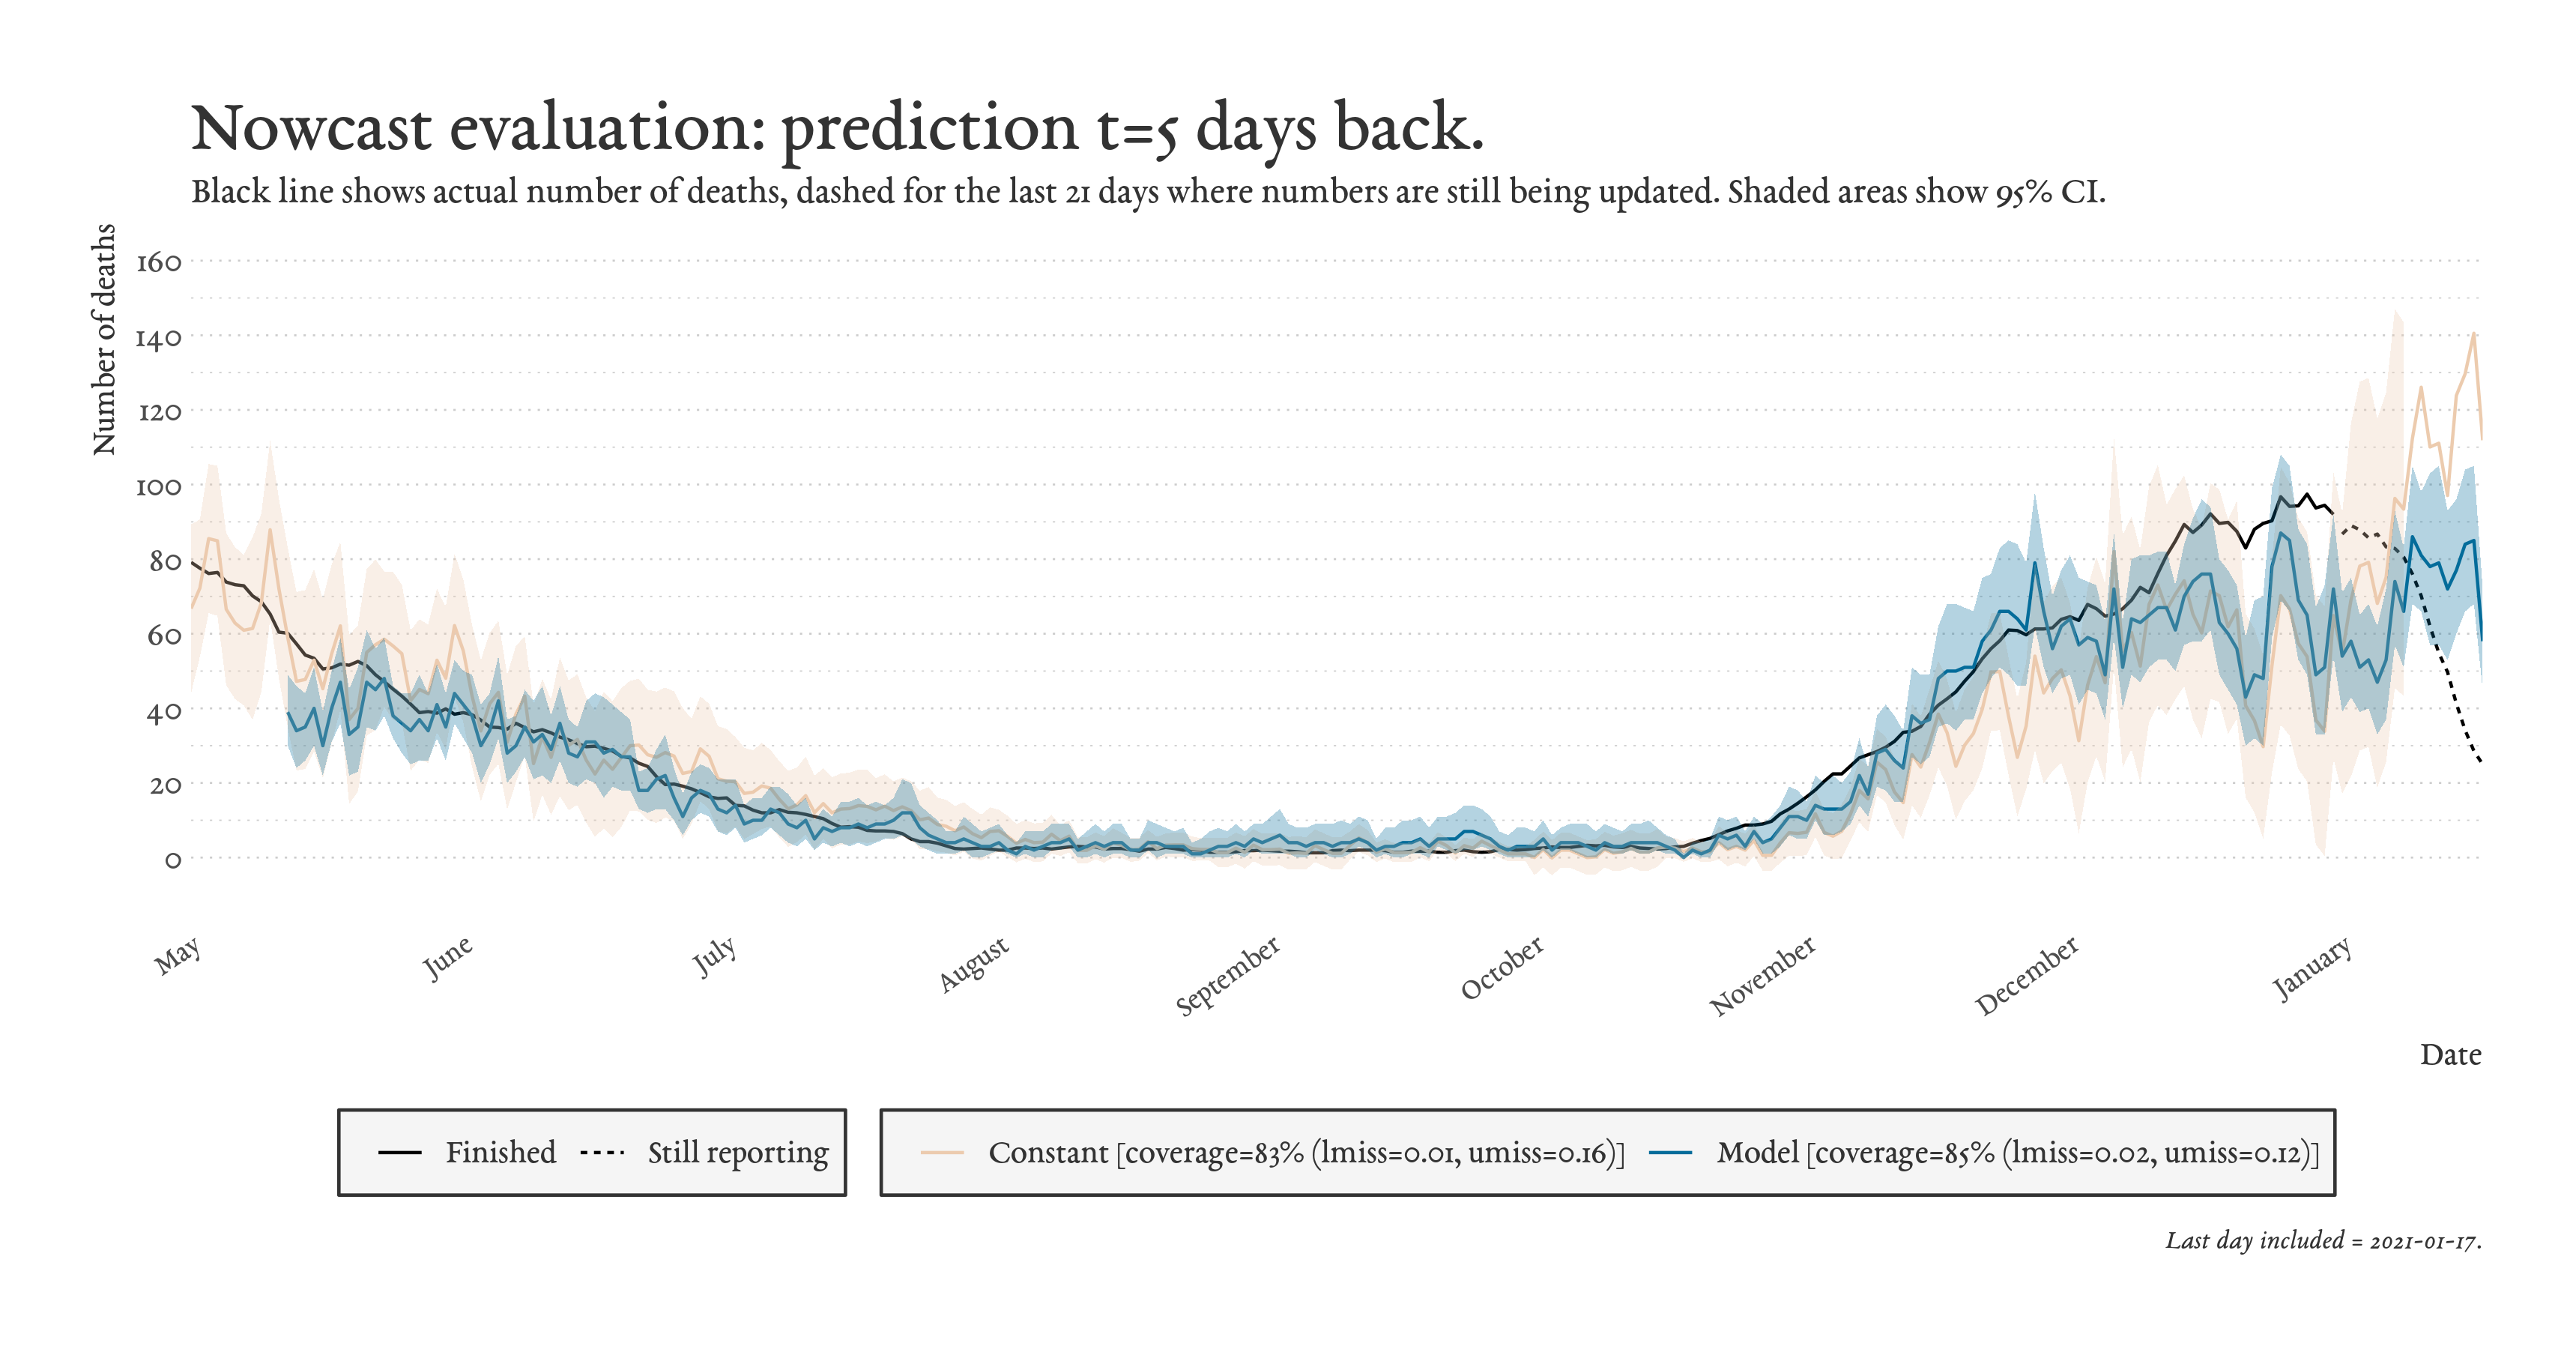 Nowcast evaluation: prediction t=5 days back.
Black line shows actual number of deaths, dashed for the last 21 days where numbers are still being updated. Shaded areas show 95% CI.
Number of deaths
160
140
120
100
80
60
40
20
0
May
June
July
August
September
October
November
December
January
Date
Finished
Still reporting
Constant [coverage=83% (lmiss=0.01, umiss=0.16)]
Model [coverage=85% (lmiss=0.02, umiss=0.12)]
Last day included = 2021-01-17.